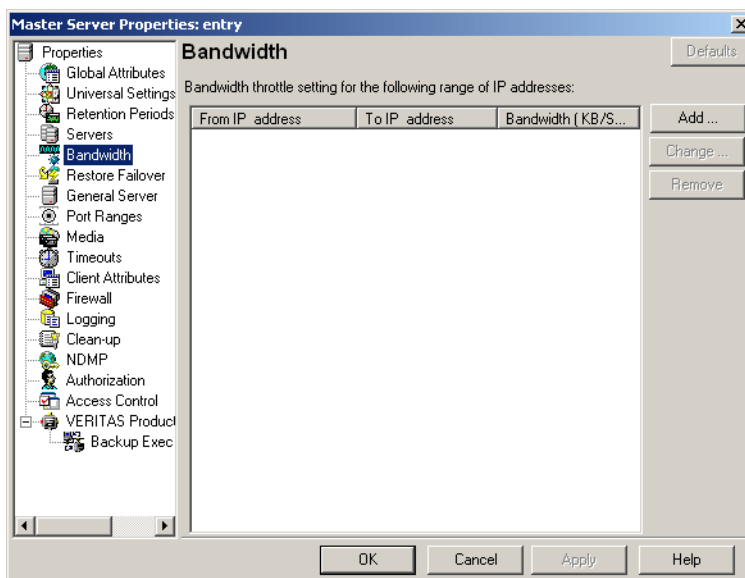 Master Server Properties: entry
Properties
Global Attributes
Universal Settings
Retention Periods
Servers
Bandwidth
Restore Failover
General Server
Port Ranges
Media
Timeouts
Client Attributes
Firewall
Logging
Clean-up
NDMP
Authorization
Access Control
VERITAS Product
Backup Exec
Bandwidth
Defaults
Bandwidth throttle setting for the following range of IP addresses:
From IP address To IP address Bandwidth ( KB/S...
Add ...
Change ...
Remove
OK Cancel Apply Help